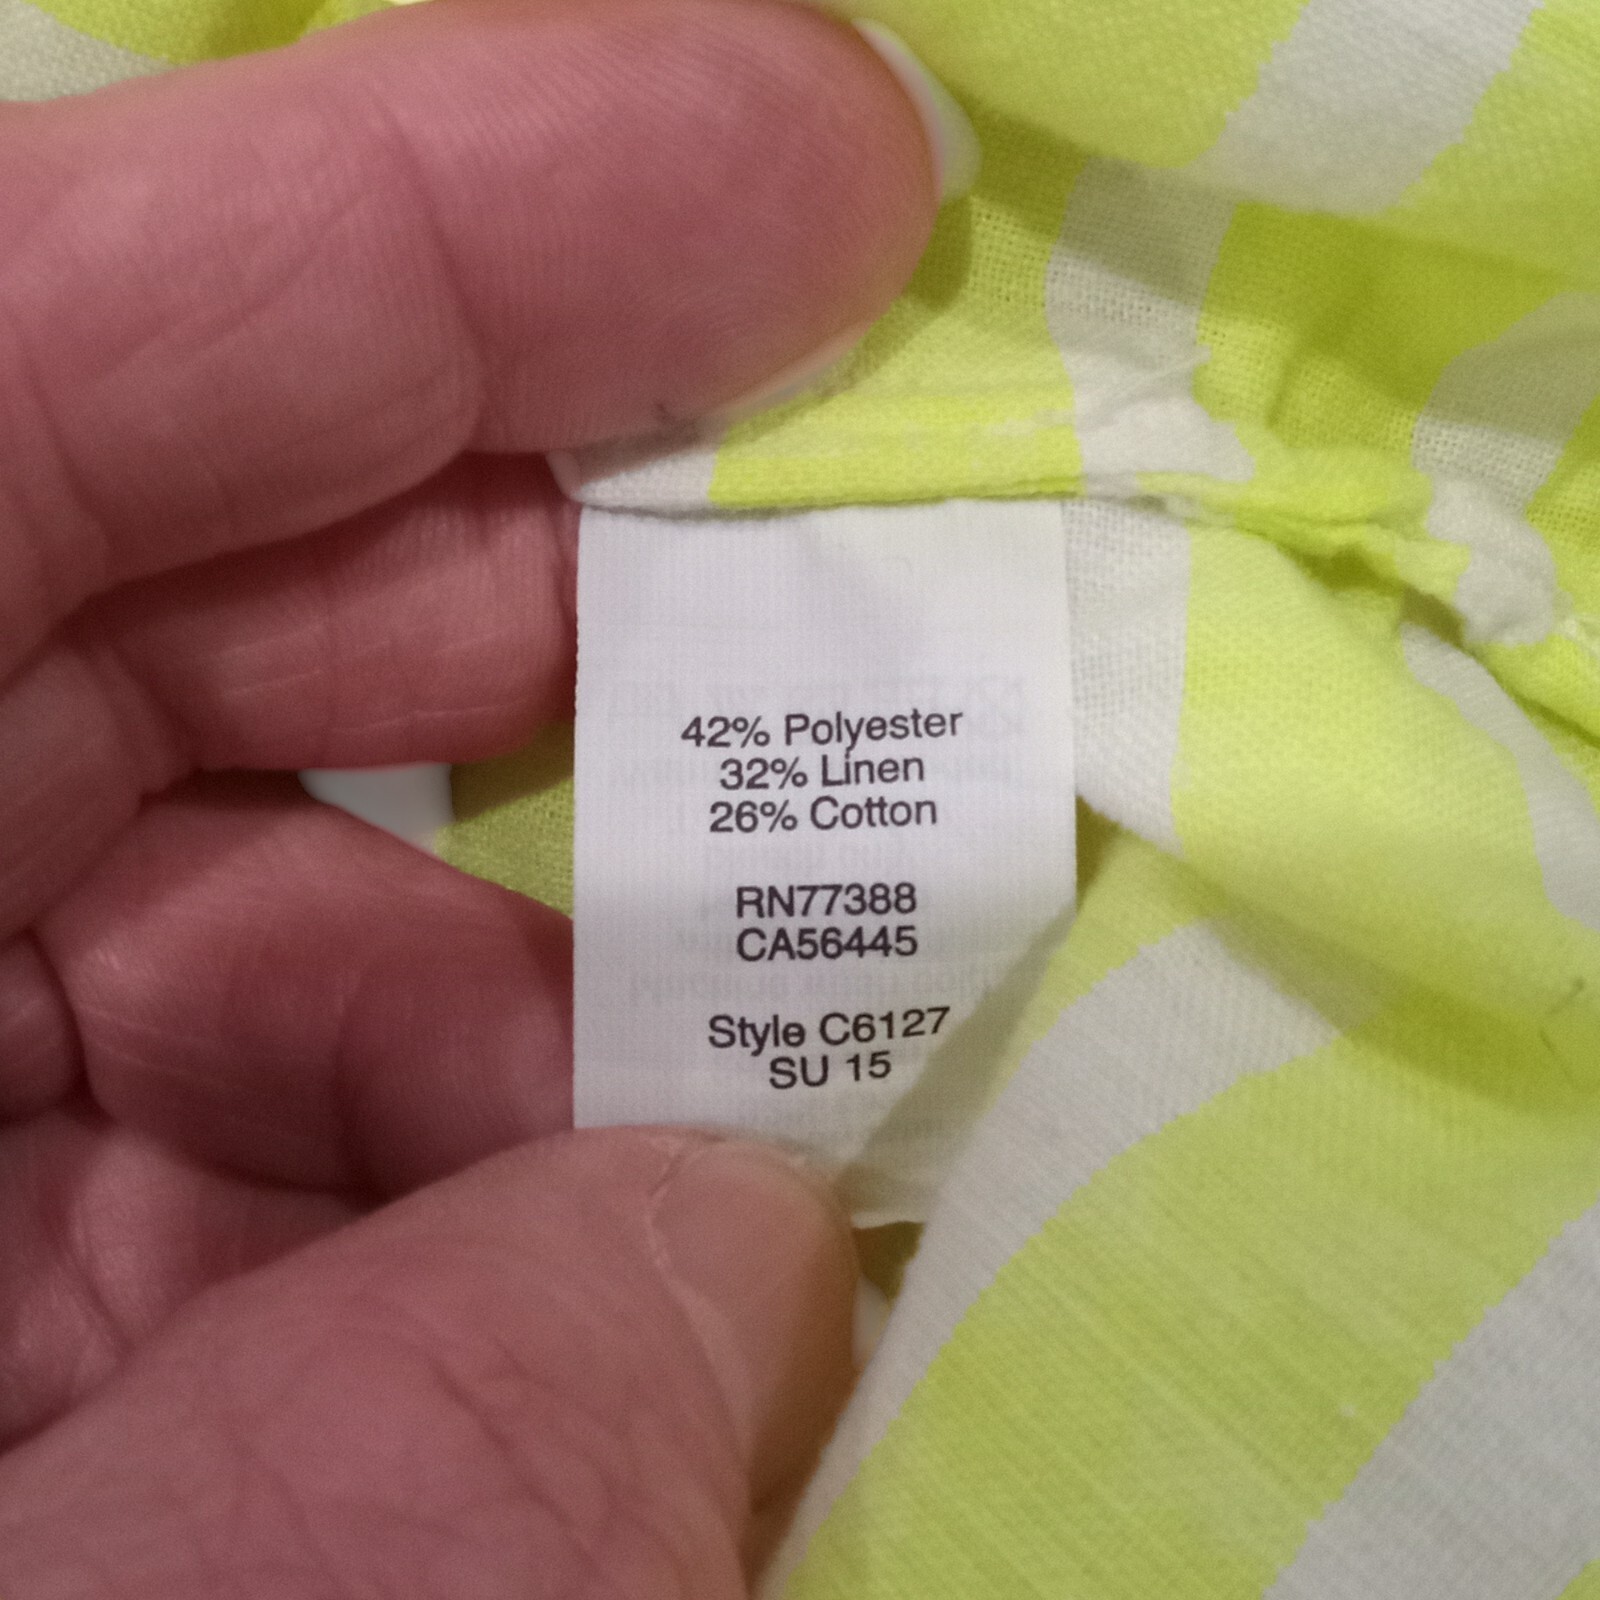 42% Polyester
32% Linen
26% Cotton
RN77388
CA56445
Style C6127
SU 15